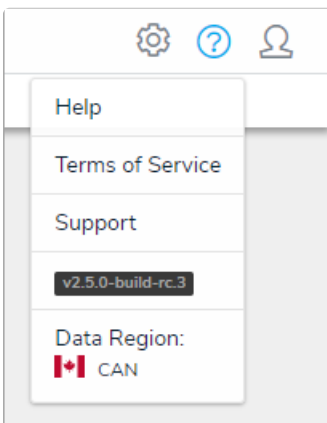 ?
Help
Terms of Service
Support
v2.5.0-build-rc.3
Data Region:
CAN